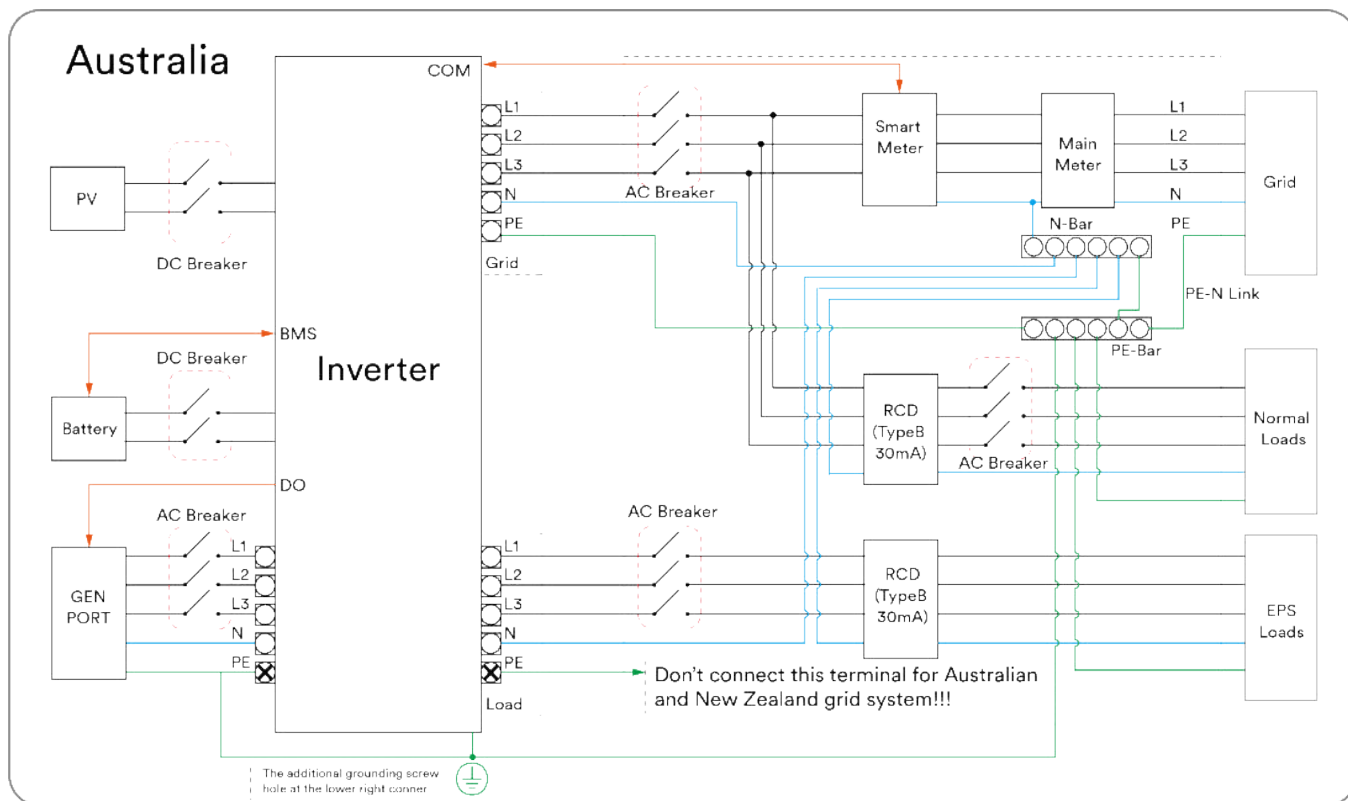 Australia
COM
L1
L2
L3
N
PE
Grid
AC Breaker
Smart
Meter
Main
Meter
L1
L2
L3
N
PE
Grid
PV
DC Breaker
N-Bar
PE-N Link
PE-Bar
BMS
Inverter
DC Breaker
Battery
RCD
(TypeB
30mA)
AC Breaker
Normal
Loads
DO
AC Breaker
GEN
PORT
L1
L2
L3
N
PE
L1
L2
L3
N
PE
Load
AC Breaker
RCD
(TypeB
30mA)
EPS
Loads
Don't connect this terminal for Australian
and New Zealand grid system!!!
The additional grounding screw
hole at the lower right conner